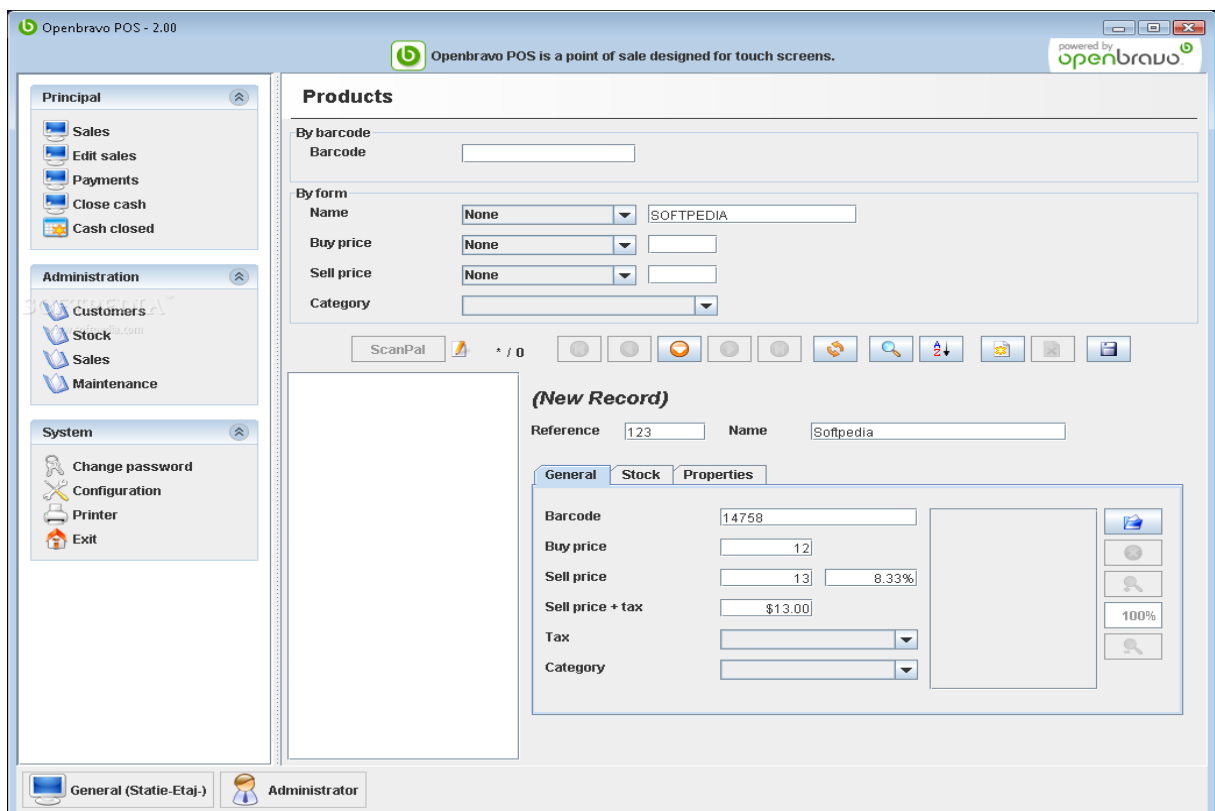 Openbravo POS - 2.00
Openbravo POS is a point of sale designed for touch screens.
powered by
openbravo
Principal
Sales
Edit sales
Payments
Close cash
Cash closed
Administration
Customers
Stock
Sales
Maintenance
SOFTPEDIA
System
Change password
Configuration
Printer
Exit
Products
By barcode
Barcode
By form
Name None SOFTPEDIA
Buy price None
Sell price None
Category
ScanPal * / 0
A
Z
(New Record)
Reference 123 Name Softpedia
General Stock Properties
Barcode 14758
Buy price 12
Sell price 13 8.33%
Sell price + tax $13.00
100%
Tax
Category
General (Statie-Etaj-) Administrator